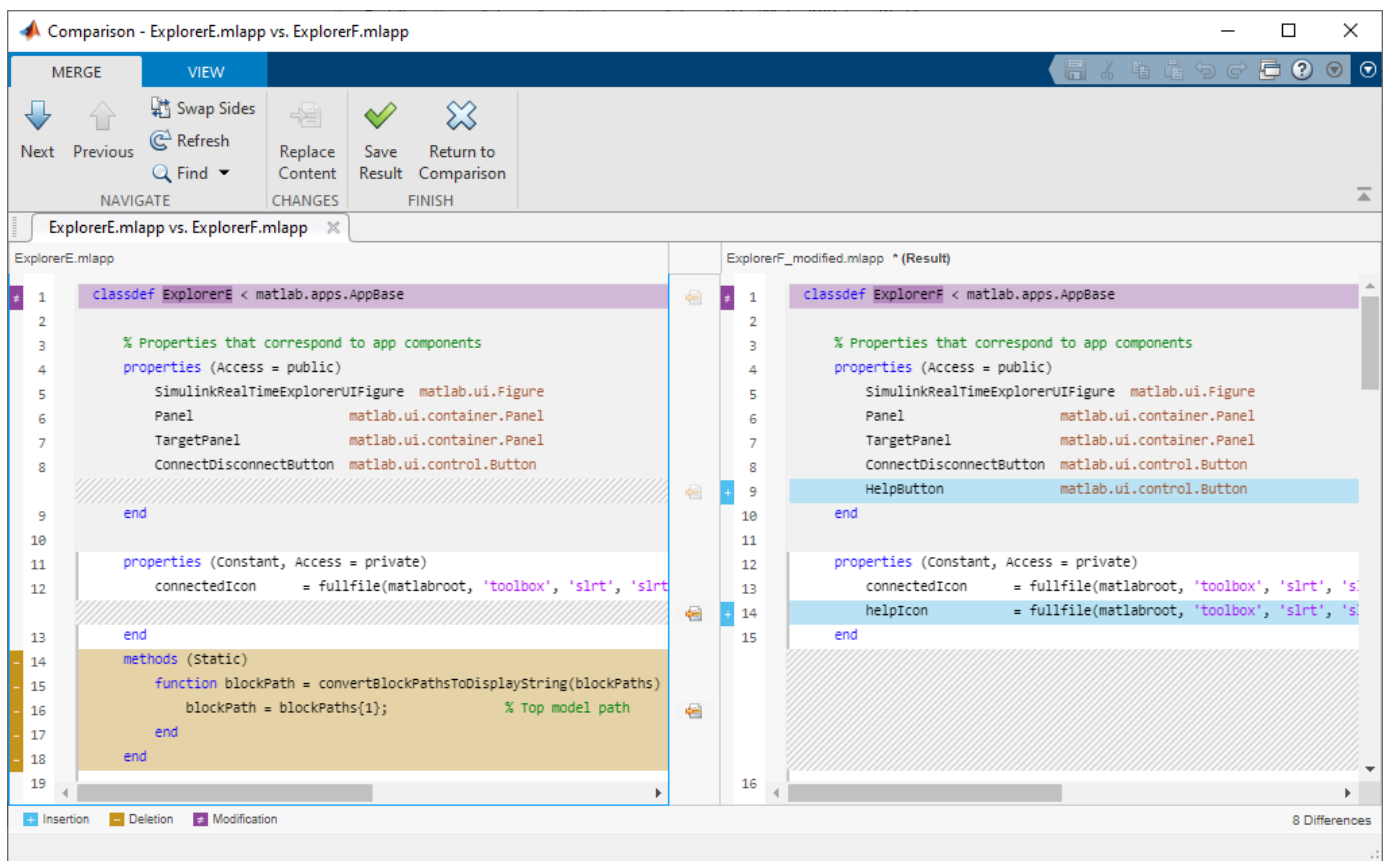 Comparison - ExplorerE.mlapp vs. ExplorerF.mlapp
MERGE VIEW
Next Previous Swap Sides Refresh Find
Replace Content Save Result Return to Comparison
NAVIGATE CHANGES FINISH
ExplorerE.mlapp vs. ExplorerF.mlapp
ExplorerE.mlapp
1 classdef ExplorerE < matlab.apps.AppBase
2
3 % Properties that correspond to app components
4 properties (Access = public)
5 SimulinkRealTimeExplorerUIFigure matlab.ui.Figure
6 Panel matlab.ui.container.Panel
7 TargetPanel matlab.ui.container.Panel
8 ConnectDisconnectButton matlab.ui.control.Button
9 end
10
11 properties (Constant, Access = private)
12 connectedIcon = fullfile(matlabroot, 'toolbox', 'slrt', 'slrt
13 end
14 methods (Static)
15 function blockPath = convertBlockPathsToDisplayString(blockPaths)
16 blockPath = blockPaths{1}; % Top model path
17 end
18 end
19
ExplorerF_modified.mlapp * (Result)
1 classdef ExplorerF < matlab.apps.AppBase
2
3 % Properties that correspond to app components
4 properties (Access = public)
5 SimulinkRealTimeExplorerUIFigure matlab.ui.Figure
6 Panel matlab.ui.container.Panel
7 TargetPanel matlab.ui.container.Panel
8 ConnectDisconnectButton matlab.ui.control.Button
9 HelpButton matlab.ui.control.Button
10 end
11
12 properties (Constant, Access = private)
13 connectedIcon = fullfile(matlabroot, 'toolbox', 'slrt', 's
14 helpIcon = fullfile(matlabroot, 'toolbox', 'slrt', 's
15 end
16
+ Insertion − Deletion ≠ Modification
8 Differences